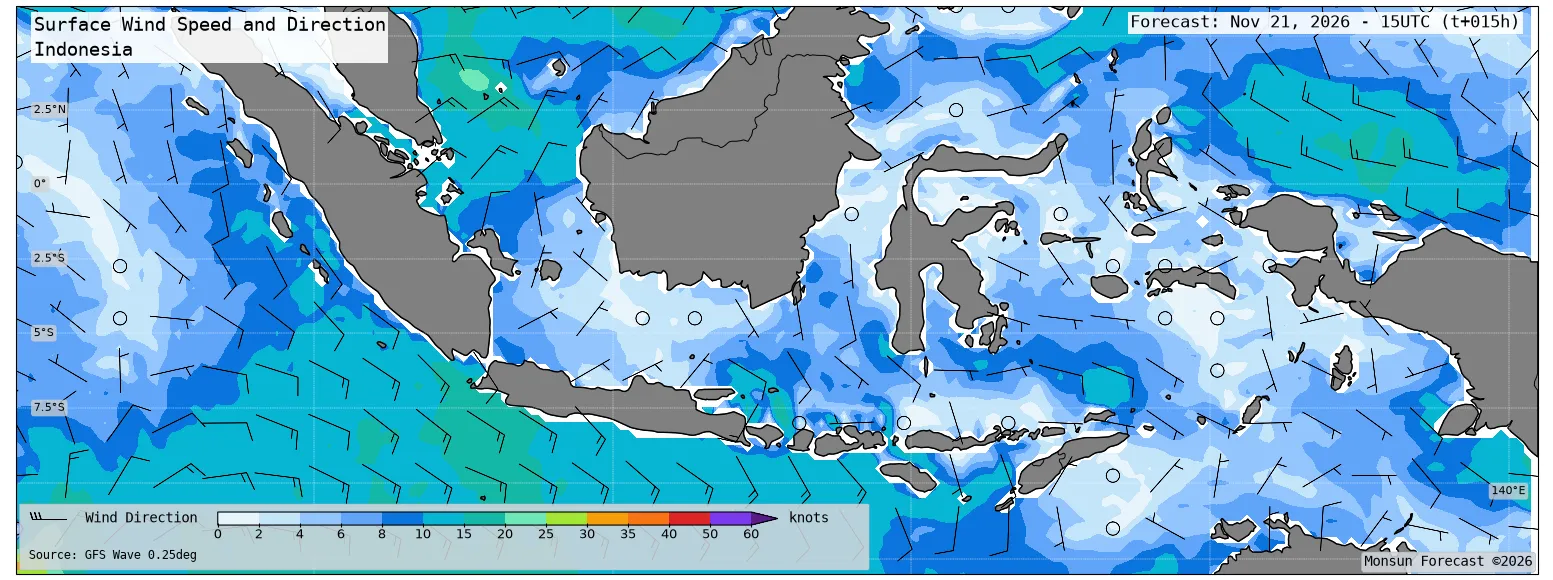 Surface Wind Speed and Direction
Indonesia
Forecast: Nov 21, 2026 - 15UTC (t+015h)
2.5°N
0°
2.5°S
5°S
7.5°S
140°E
Wind Direction
0 2 4 6 8 10 15 20 25 30 35 40 50 60
knots
Source: GFS Wave 0.25deg
Monsun Forecast ©2026